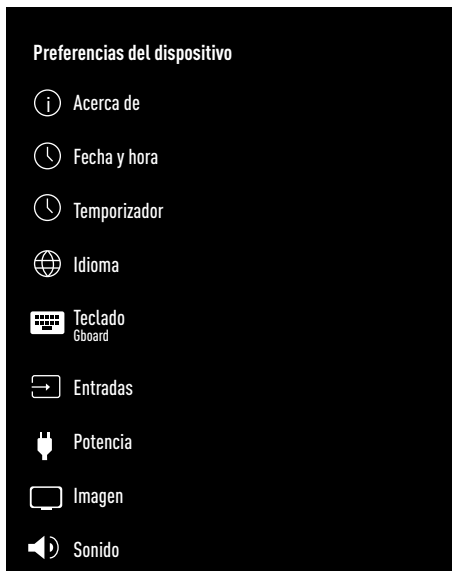 Preferencias del dispositivo
Acerca de
Fecha y hora
Temporizador
Idioma
Teclado
Gboard
Entradas
Potencia
Imagen
Sonido